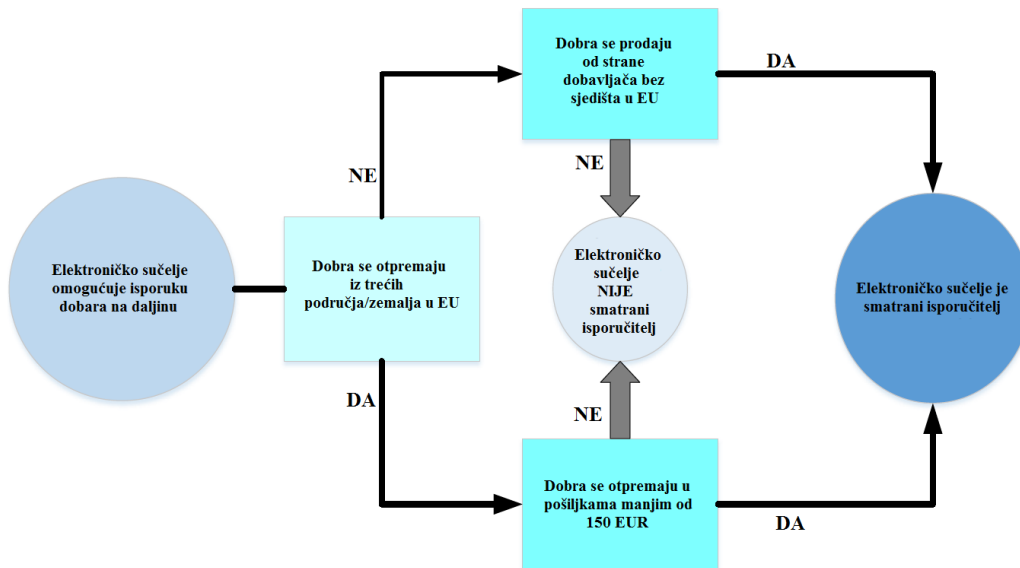 Elektroničko sučelje
omogućuje isporuku
dobara na daljinu
Dobra se otpremaju
iz trećih
područja/zemalja u EU
NE
DA
Dobra se prodaju
od strane
dobavljača bez
sjedišta u EU
DA
NE
Elektroničko
sučelje
NIJE
smatrani
isporučitelj
NE
Dobra se otpremaju u
pošiljkama manjim od
150 EUR
DA
Elektroničko sučelje je
smatrani isporučitelj